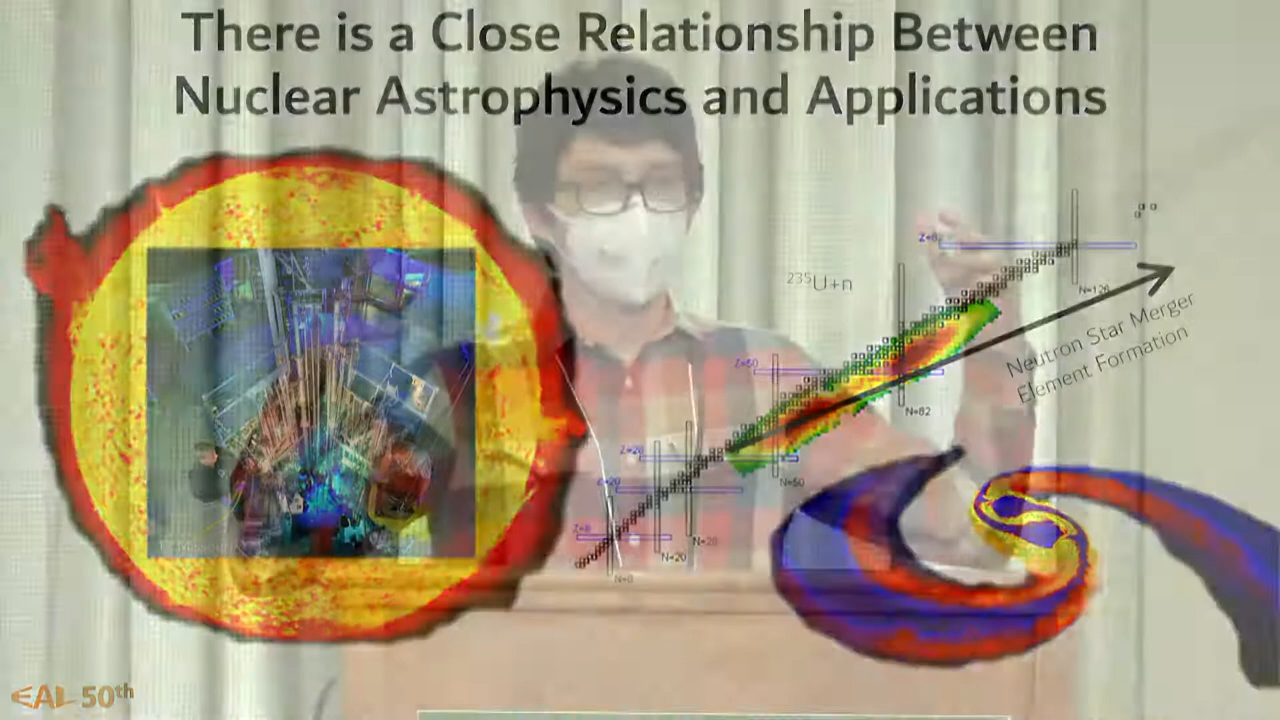 There is a Close Relationship Between
Nuclear Astrophysics and Applications
235U+n
Z=82
N=126
Neutron Star Merger
Element Formation
Z=50
N=82
Z=28
N=50
Z=20
N=28
N=20
Z=8
N=8
EAL 50th